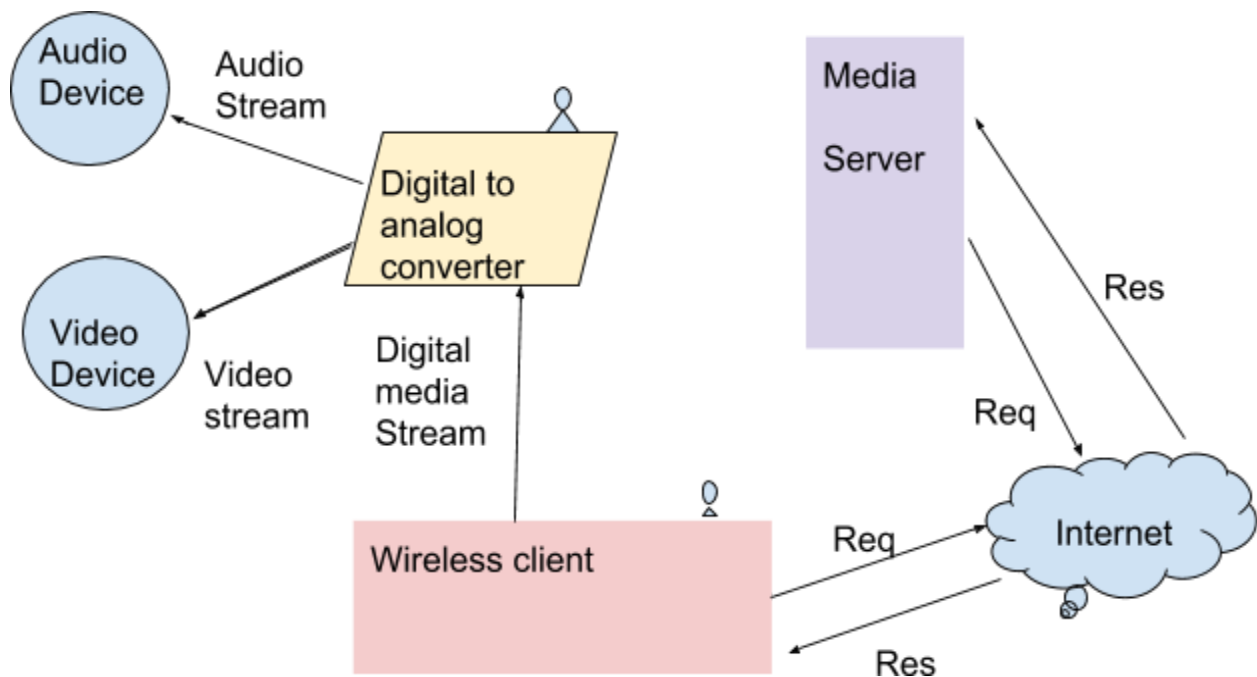 Audio
Device
Audio
Stream
Media
Server
Digital to
analog
converter
Res
Video
Device
Video
stream
Digital
media
Stream
Req
Wireless client
Req
Internet
Res